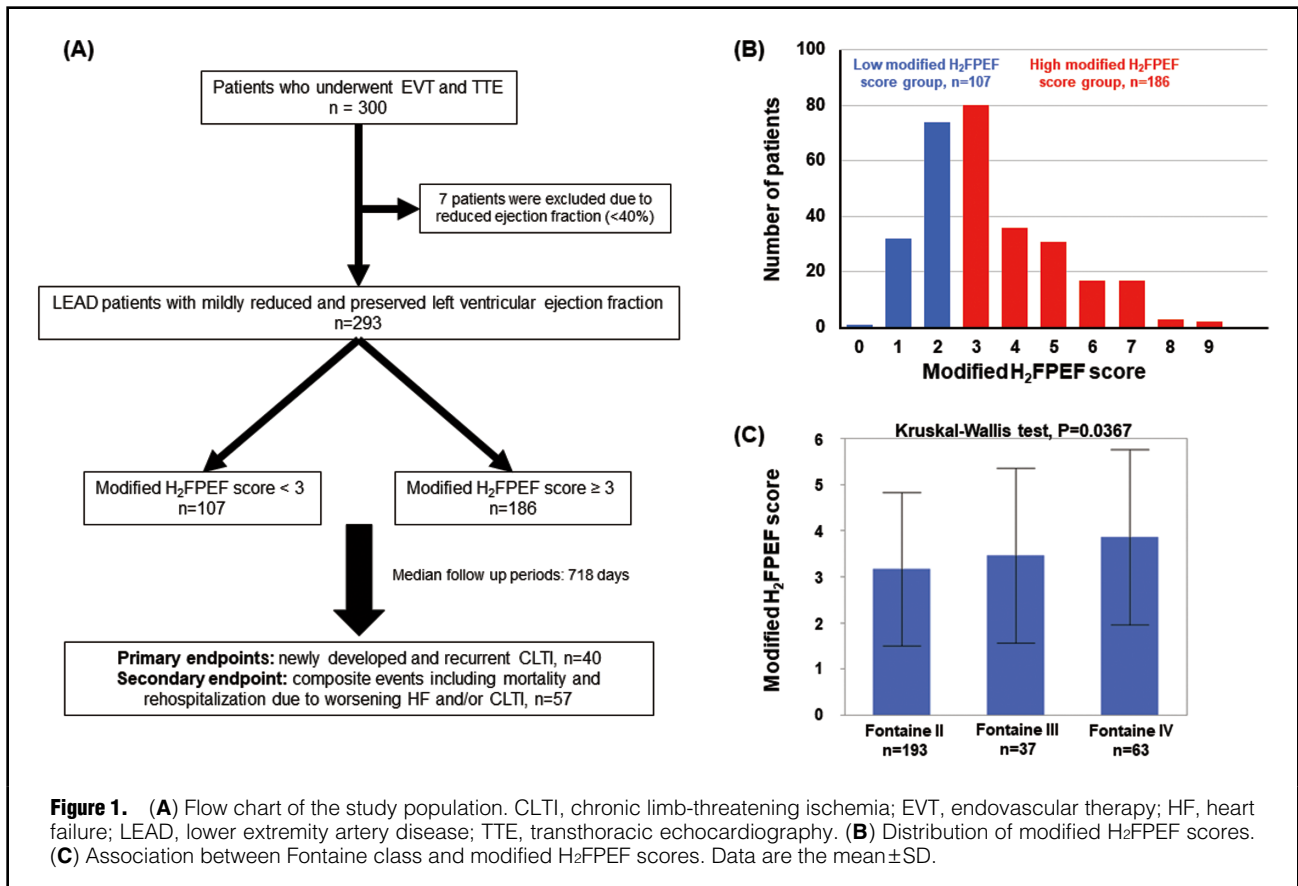 (A)
Patients who underwent EVT and TTE
n = 300
7 patients were excluded due to
reduced ejection fraction (<40%)
LEAD patients with mildly reduced and preserved left ventricular ejection fraction
n=293
Modified H₂FPEF score < 3
n=107
Modified H₂FPEF score ≥ 3
n=186
Median follow up periods: 718 days
Primary endpoints: newly developed and recurrent CLTI, n=40
Secondary endpoint: composite events including mortality and
rehospitalization due to worsening HF and/or CLTI, n=57
(B)
Low modified H₂FPEF
score group, n=107
High modified H₂FPEF
score group, n=186
Number of patients
100
80
60
40
20
0
0 1 2 3 4 5 6 7 8 9
Modified H₂FPEF score
(C)
Kruskal-Wallis test, P=0.0367
Modified H₂FPEF score
6
5
4
3
2
1
0
Fontaine II
n=193
Fontaine III
n=37
Fontaine IV
n=63
Figure 1. (A) Flow chart of the study population. CLTI, chronic limb-threatening ischemia; EVT, endovascular therapy; HF, heart
failure; LEAD, lower extremity artery disease; TTE, transthoracic echocardiography. (B) Distribution of modified H₂FPEF scores.
(C) Association between Fontaine class and modified H₂FPEF scores. Data are the mean±SD.